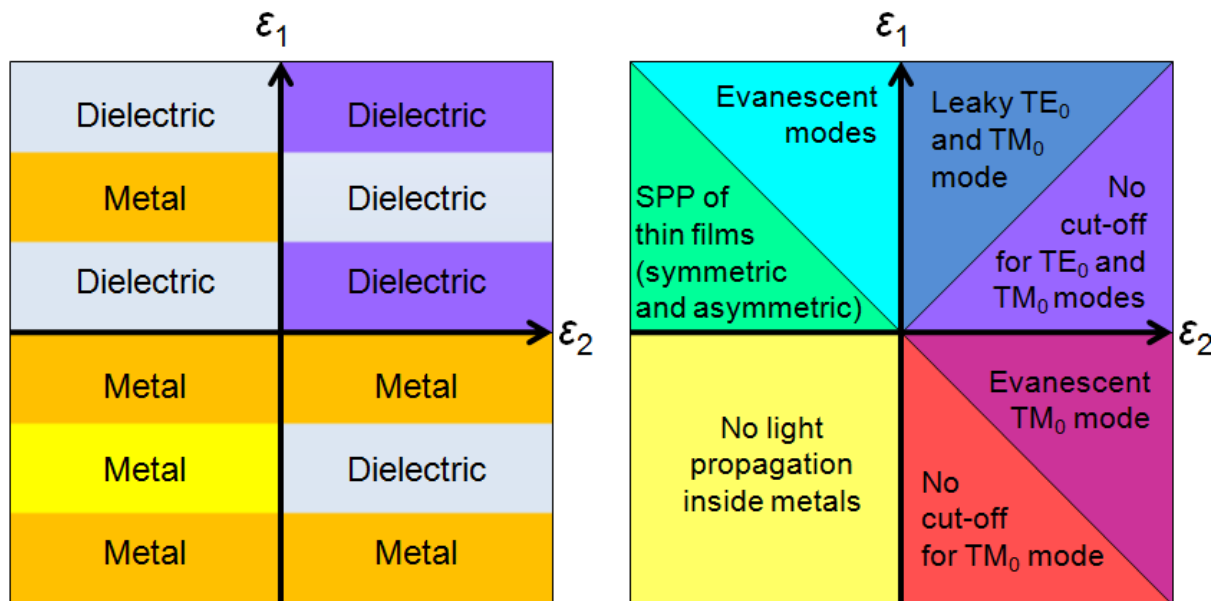 ε1
Dielectric
Dielectric
Metal
Dielectric
Dielectric
Dielectric
ε2
Metal
Metal
Metal
Dielectric
Metal
Metal
ε1
Evanescent
modes
Leaky TE0
and TM0
mode
SPP of
thin films
(symmetric
and asymmetric)
No
cut-off
for TE0 and
TM0 modes
ε2
No light
propagation
inside metals
Evanescent
TM0 mode
No
cut-off
for TM0 mode